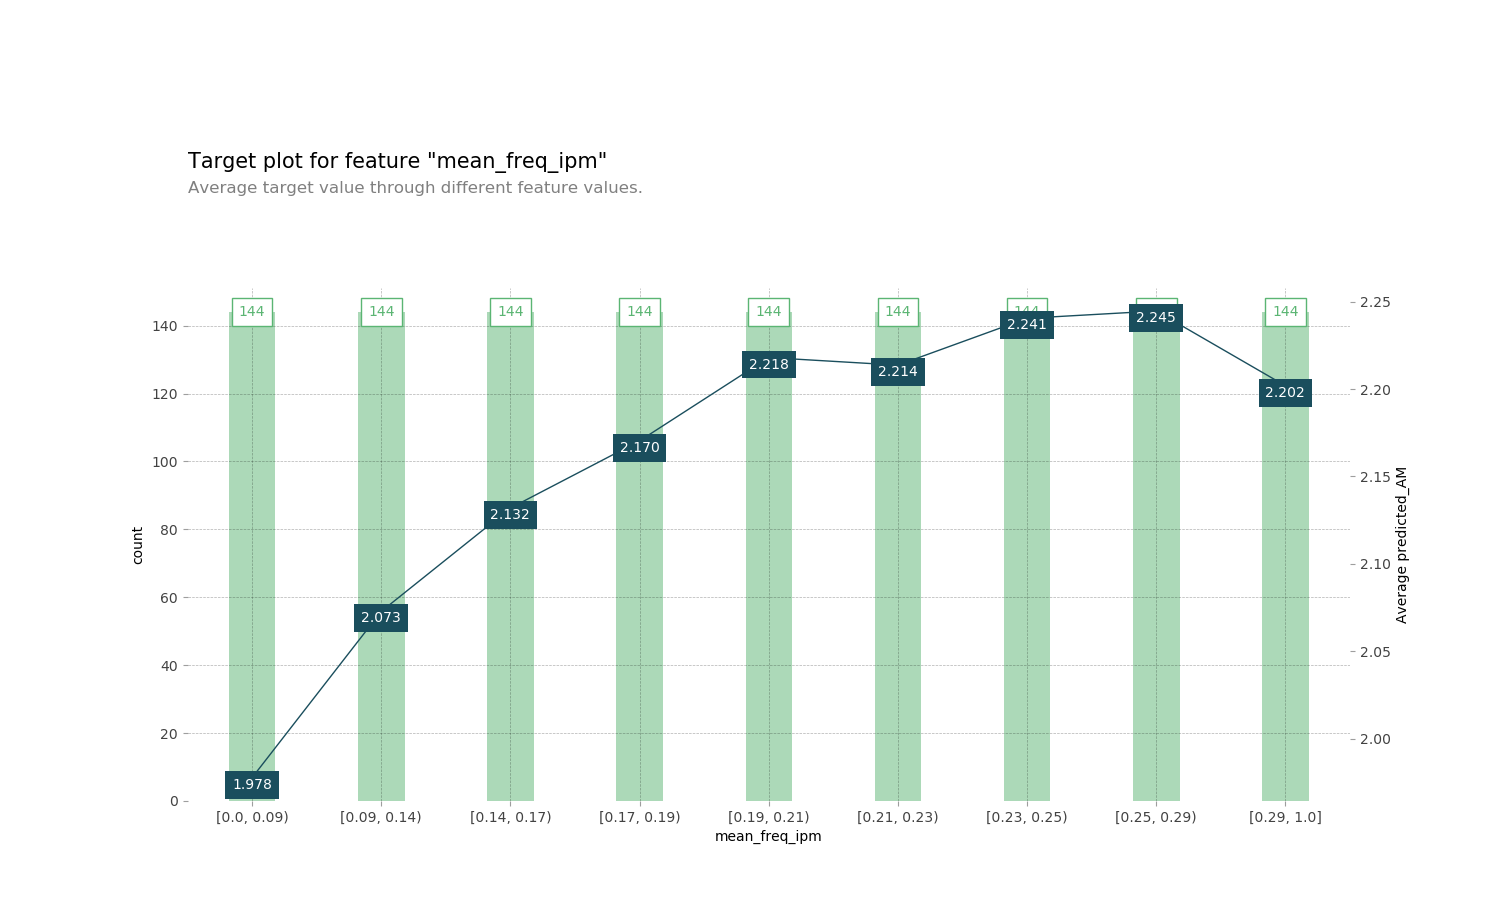 Target plot for feature "mean_freq_ipm"
Average target value through different feature values.
144 144 144 144 144 144 144 144
2.241 2.245
2.218 2.214 2.202
2.170
2.132
2.073
1.978
140
120
100
80
60
40
20
0
count
2.25
2.20
2.15
2.10
2.05
2.00
Average predicted_AM
[0.0, 0.09) [0.09, 0.14) [0.14, 0.17) [0.17, 0.19) [0.19, 0.21) [0.21, 0.23) [0.23, 0.25) [0.25, 0.29) [0.29, 1.0]
mean_freq_ipm